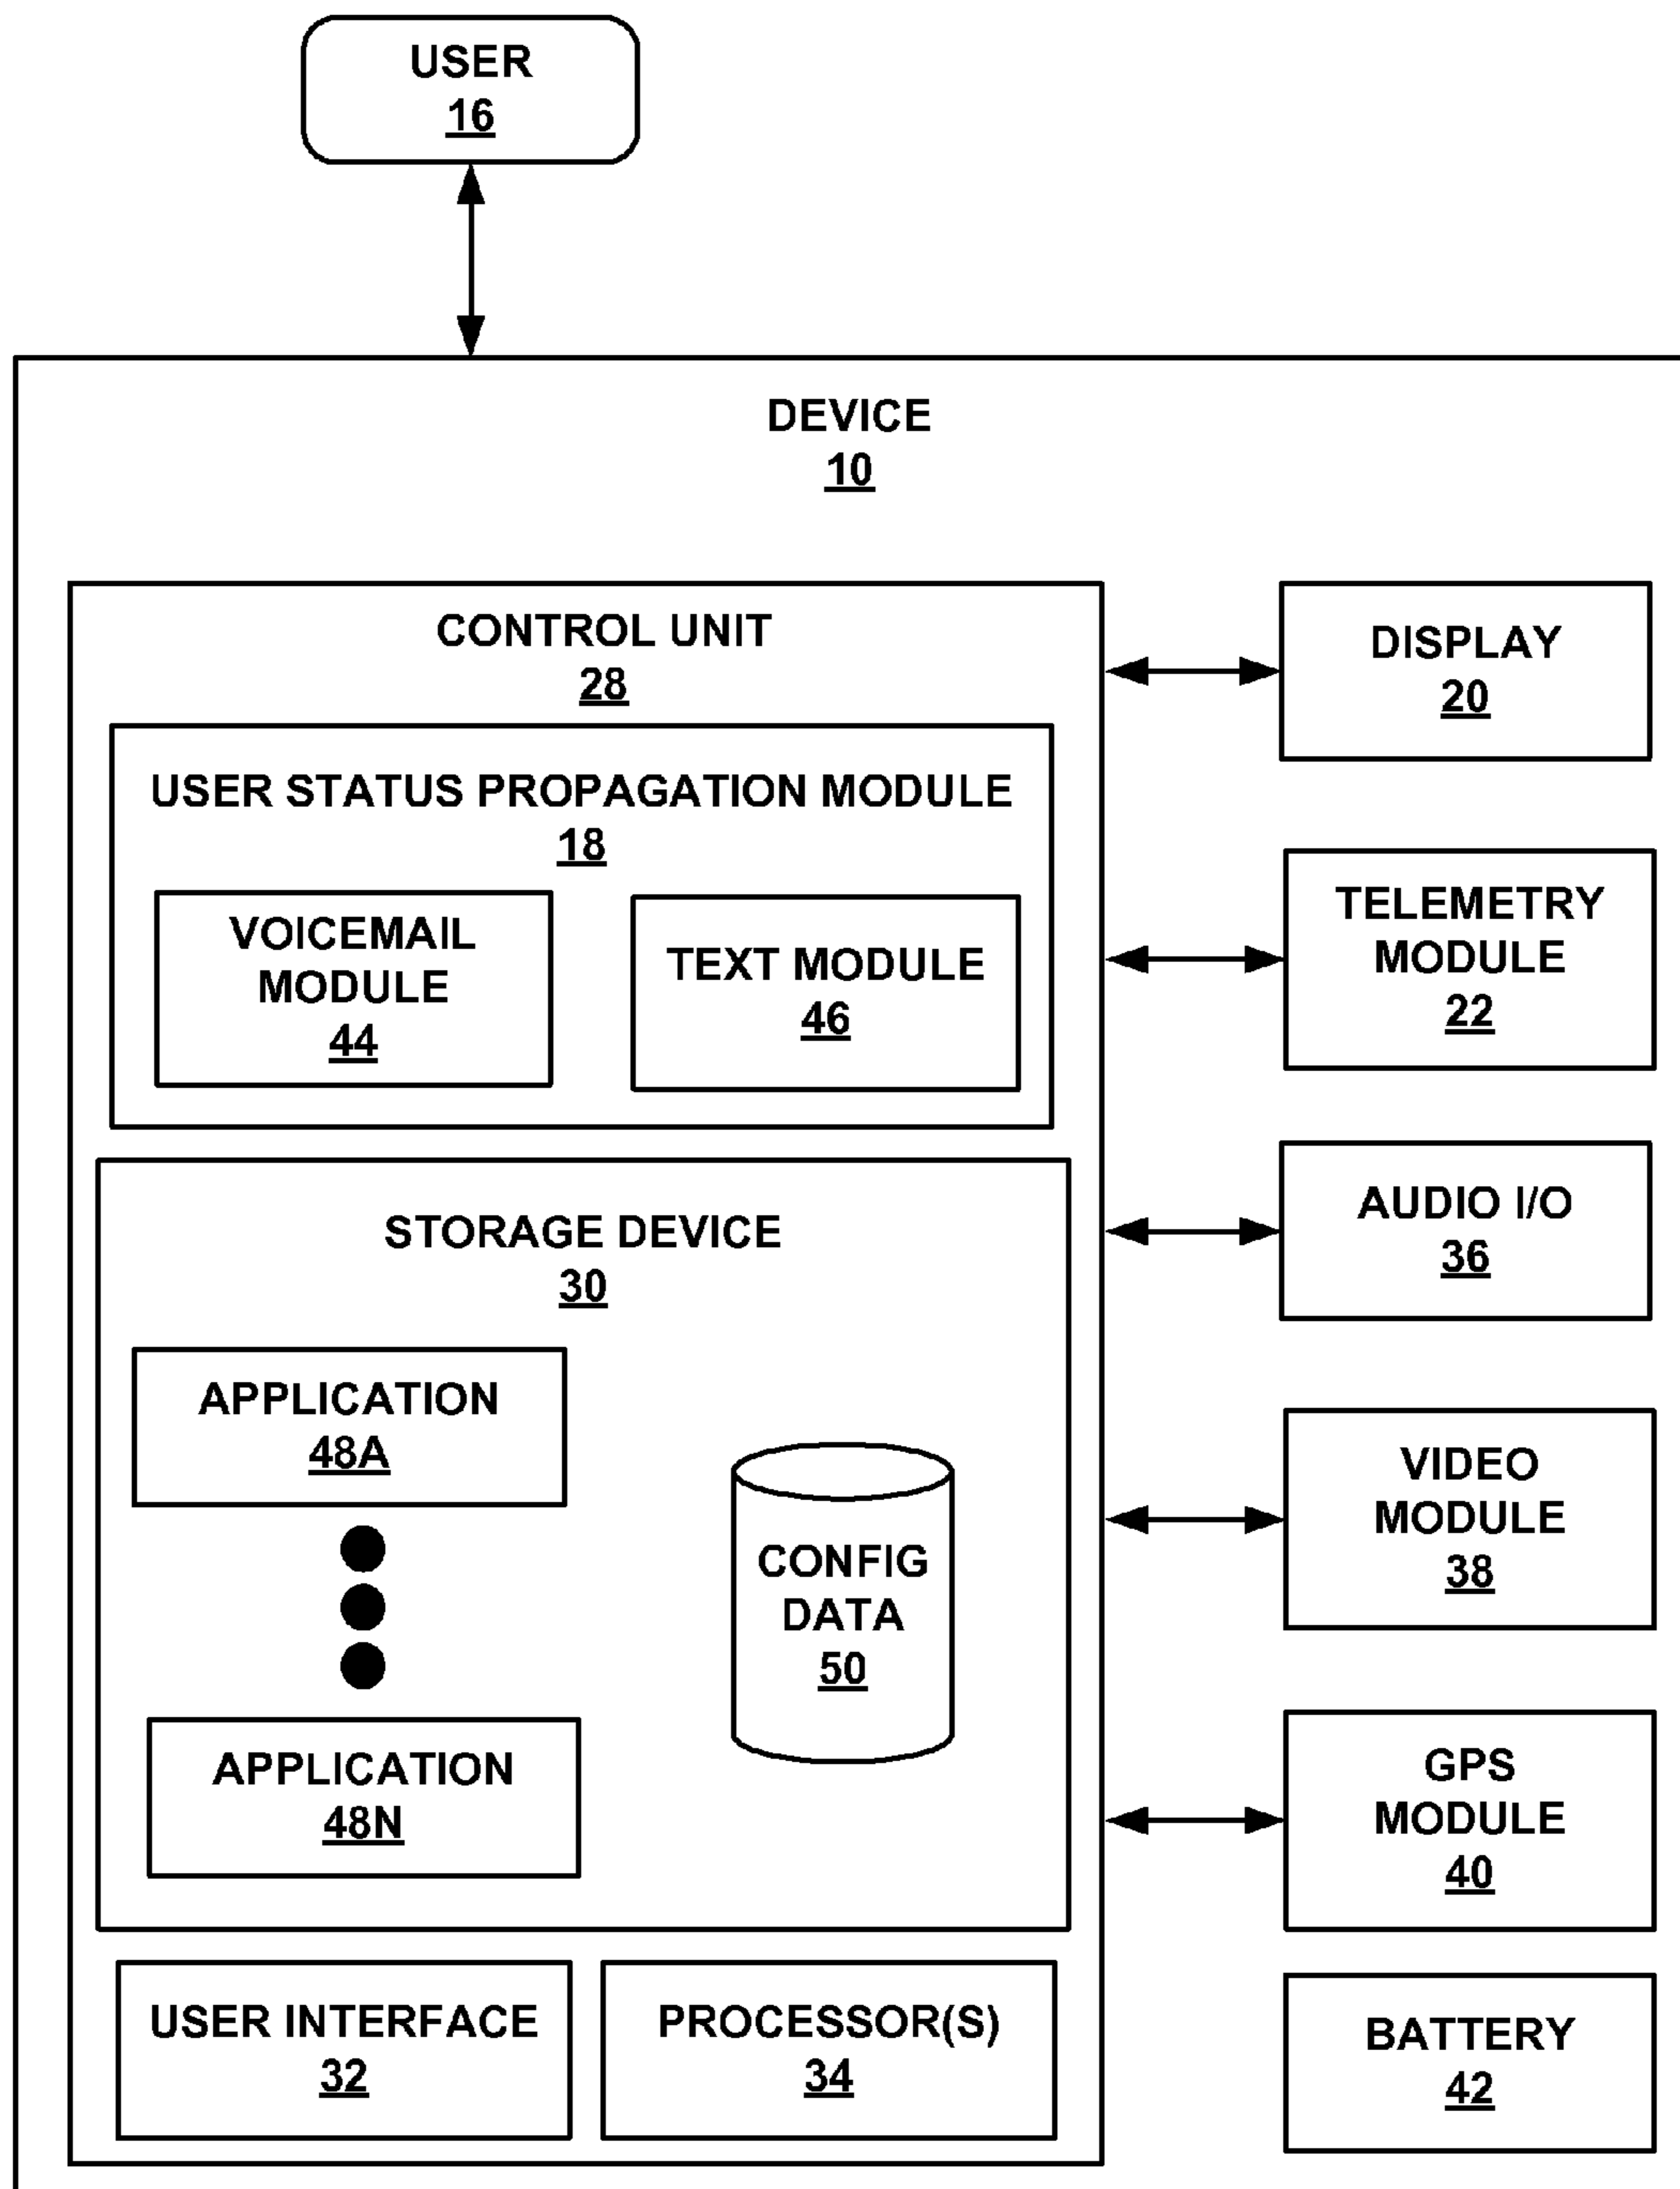 USER
16
DEVICE
10
CONTROL UNIT
28
USER STATUS PROPAGATION MODULE
18
VOICEMAIL
MODULE
44
TEXT MODULE
46
STORAGE DEVICE
30
APPLICATION
48A
APPLICATION
48N
CONFIG
DATA
50
USER INTERFACE
32
PROCESSOR(S)
34
DISPLAY
20
TELEMETRY
MODULE
22
AUDIO I/O
36
VIDEO
MODULE
38
GPS
MODULE
40
BATTERY
42